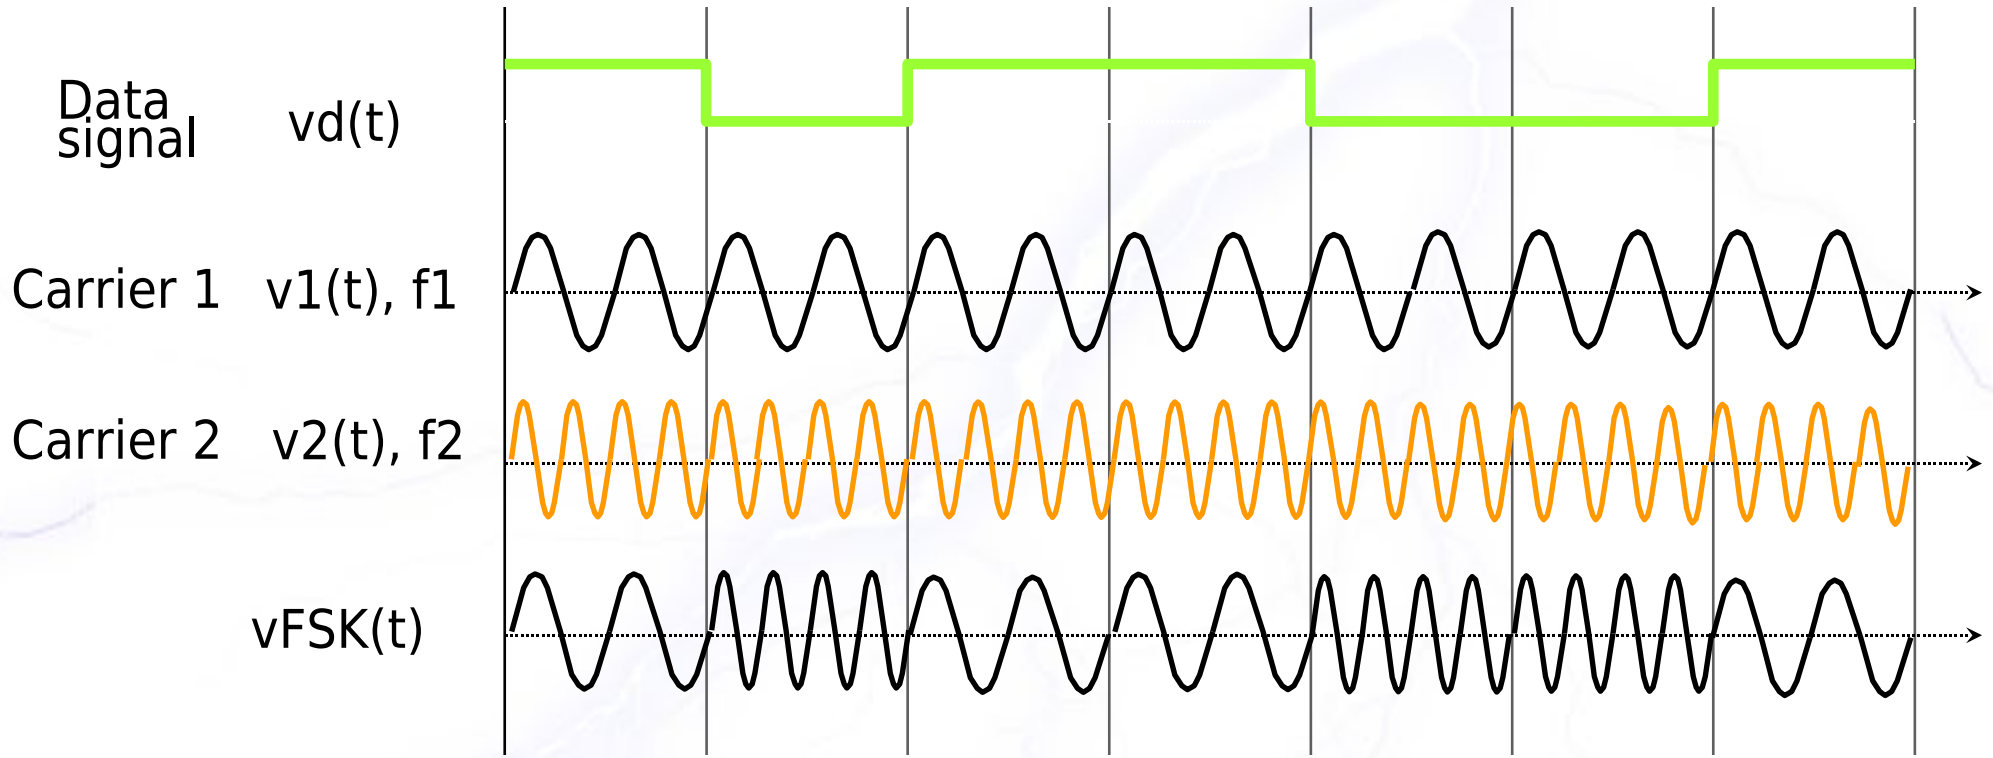 Data
signal
vd(t)
Carrier 1 v1(t), f1
Carrier 2 v2(t), f2
vFSK(t)